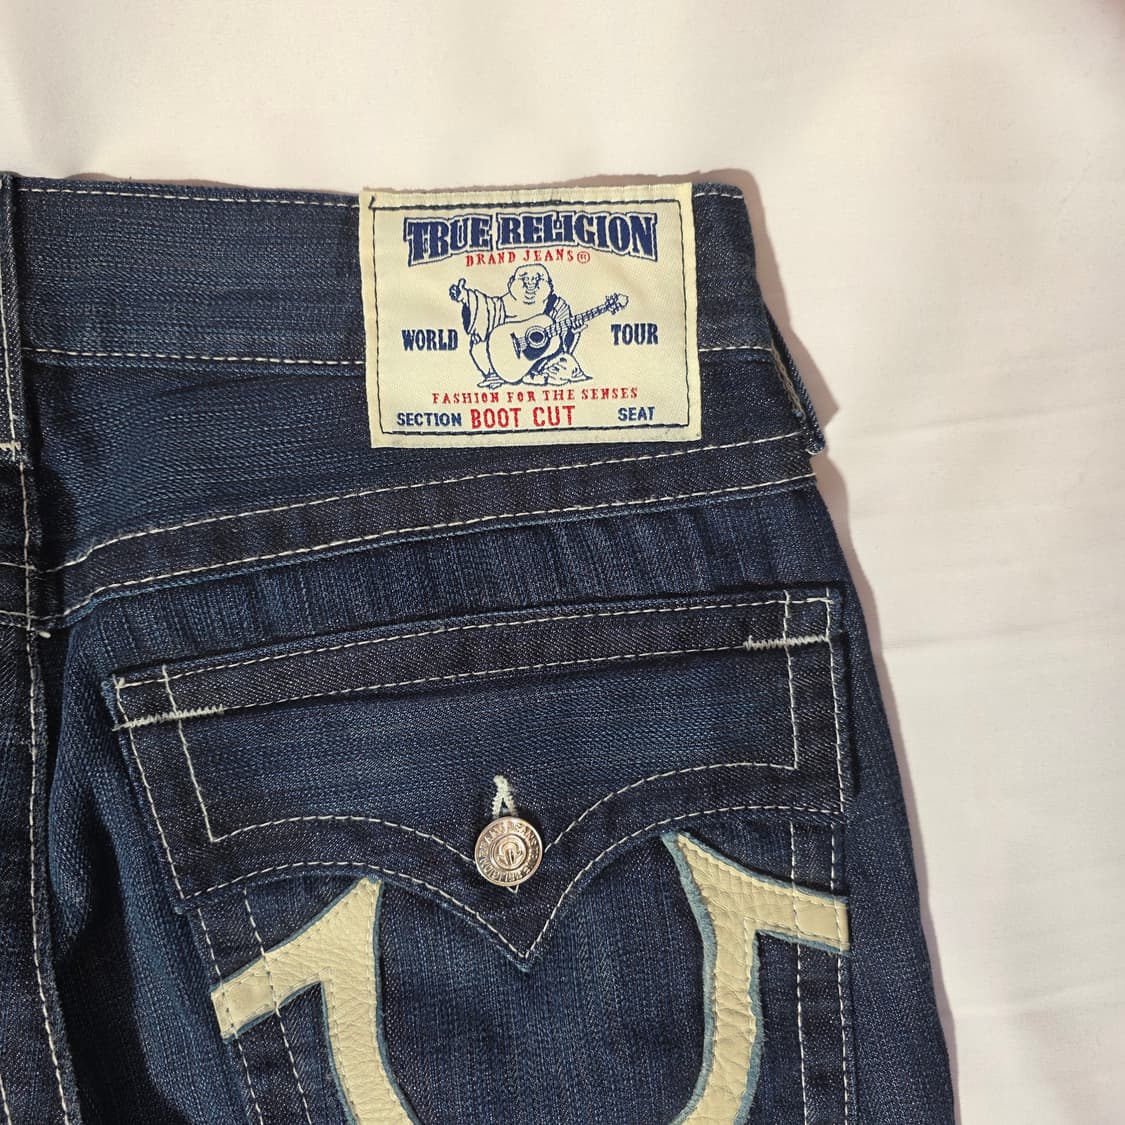 TRUE RELIGION
BRAND JEANS®
WORLD TOUR
FASHION FOR THE SENSES
SECTION BOOT CUT SEAT